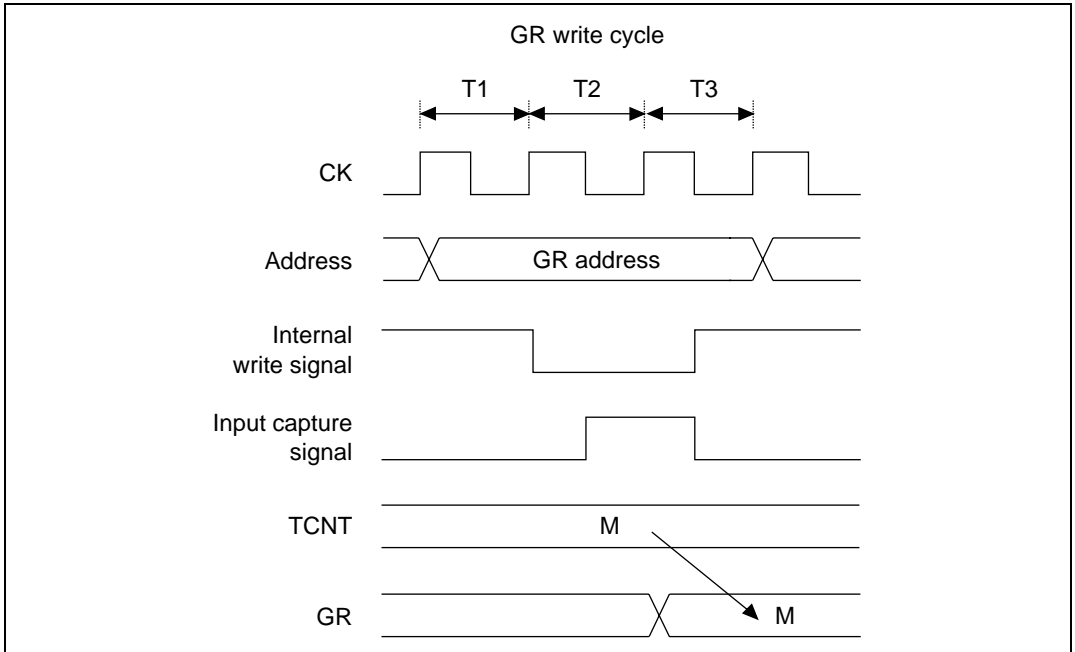 GR write cycle
T1 T2 T3
CK
Address GR address
Internal
write signal
Input capture
signal
TCNT M
GR M